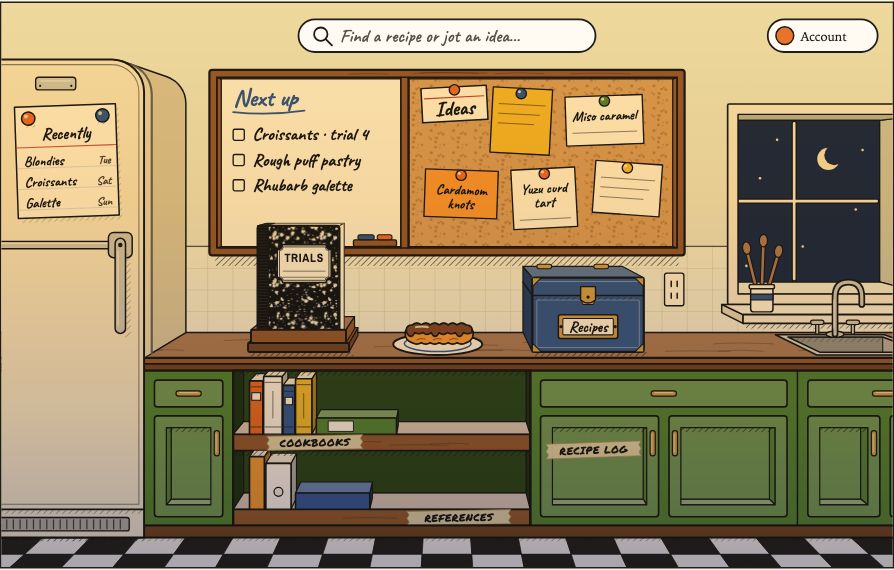 Find a recipe or jot an idea...
Account
Recently
Blondies Tue
Croissants Sat
Galette Sun
Next up
Croissants · trial 4
Rough puff pastry
Rhubarb galette
Ideas
Miso caramel
Cardamom
knots
Yuzu curd
tart
TRIALS
Recipes
COOKBOOKS
RECIPE LOG
REFERENCES